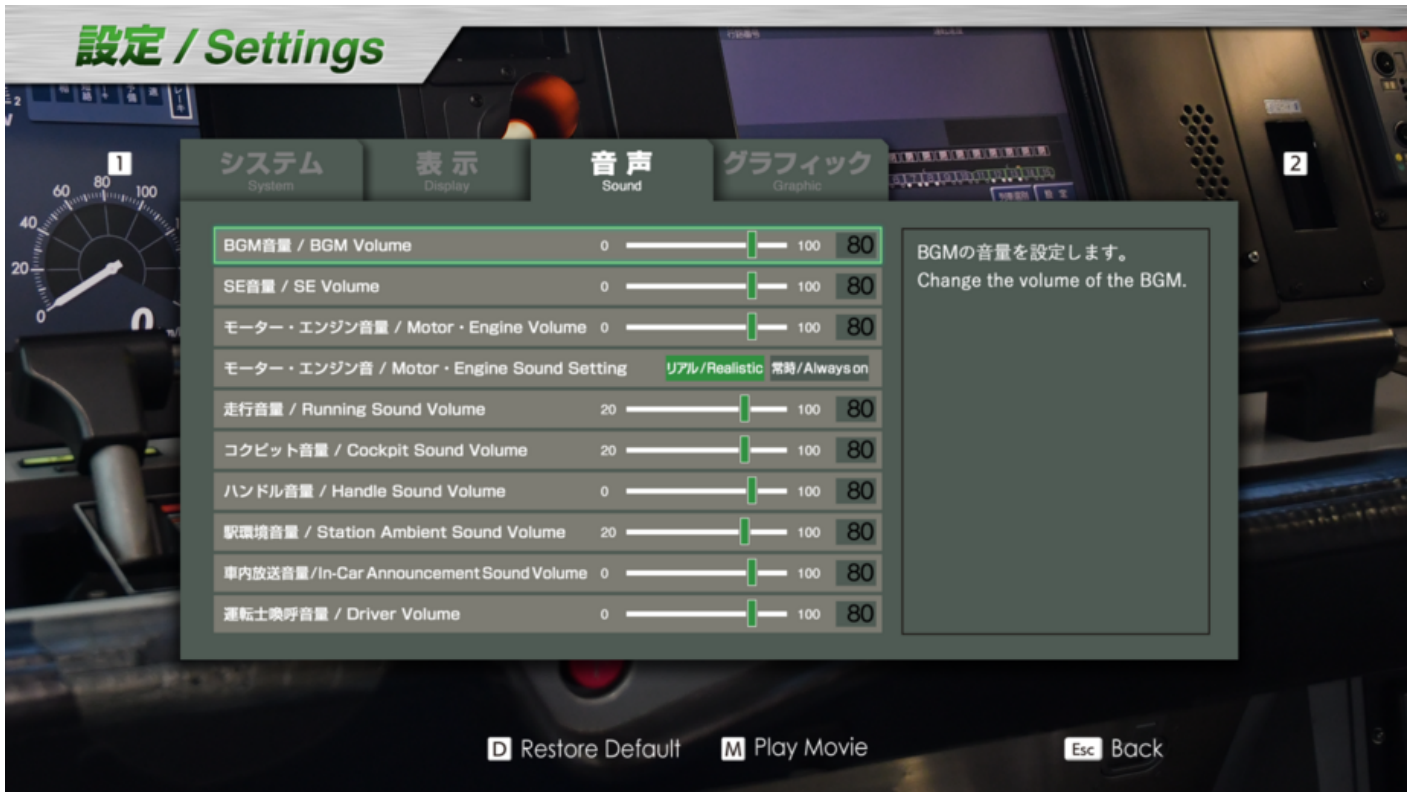 設定 / Settings
1
2
システム
System
表示
Display
音声
Sound
グラフィック
Graphic
BGM音量 / BGM Volume 0 100 80
SE音量 / SE Volume 0 100 80
モーター・エンジン音量 / Motor・Engine Volume 0 100 80
モーター・エンジン音 / Motor・Engine Sound Setting リアル/Realistic 常時/Always on
走行音量 / Running Sound Volume 20 100 80
コクピット音量 / Cockpit Sound Volume 20 100 80
ハンドル音量 / Handle Sound Volume 0 100 80
駅環境音量 / Station Ambient Sound Volume 20 100 80
車内放送音量/In-Car Announcement Sound Volume 0 100 80
運転士喚呼音量 / Driver Volume 0 100 80
BGMの音量を設定します。
Change the volume of the BGM.
0 20 40 60 80 100
0
D Restore Default M Play Movie Esc Back